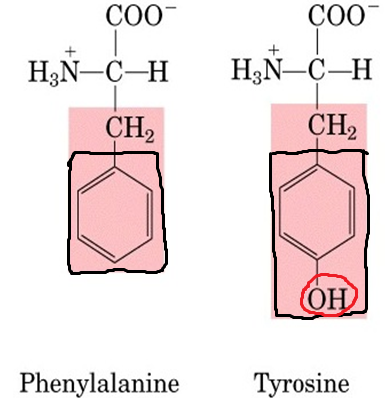 COO⁻ COO⁻
H₃N⁺—C—H H₃N⁺—C—H
CH₂ CH₂
OH
Phenylalanine Tyrosine